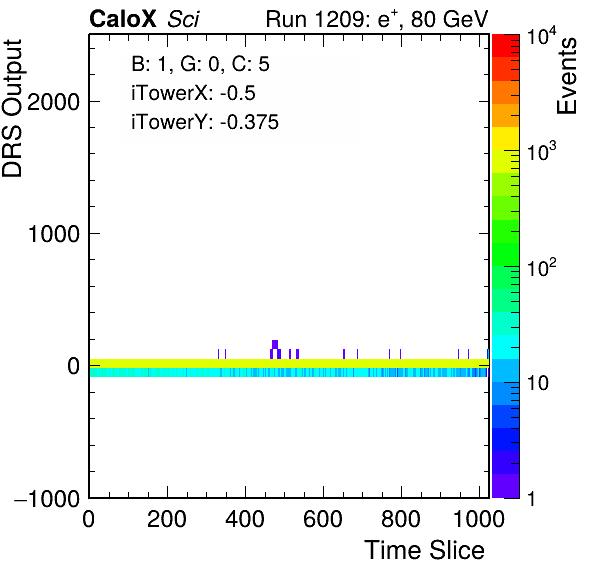 CaloX Sci Run 1209: e⁺, 80 GeV
B: 1, G: 0, C: 5
iTowerX: -0.5
iTowerY: -0.375
DRS Output
2000
1000
0
−1000
0 200 400 600 800 1000
Time Slice
Events
10⁴
10³
10²
10
1